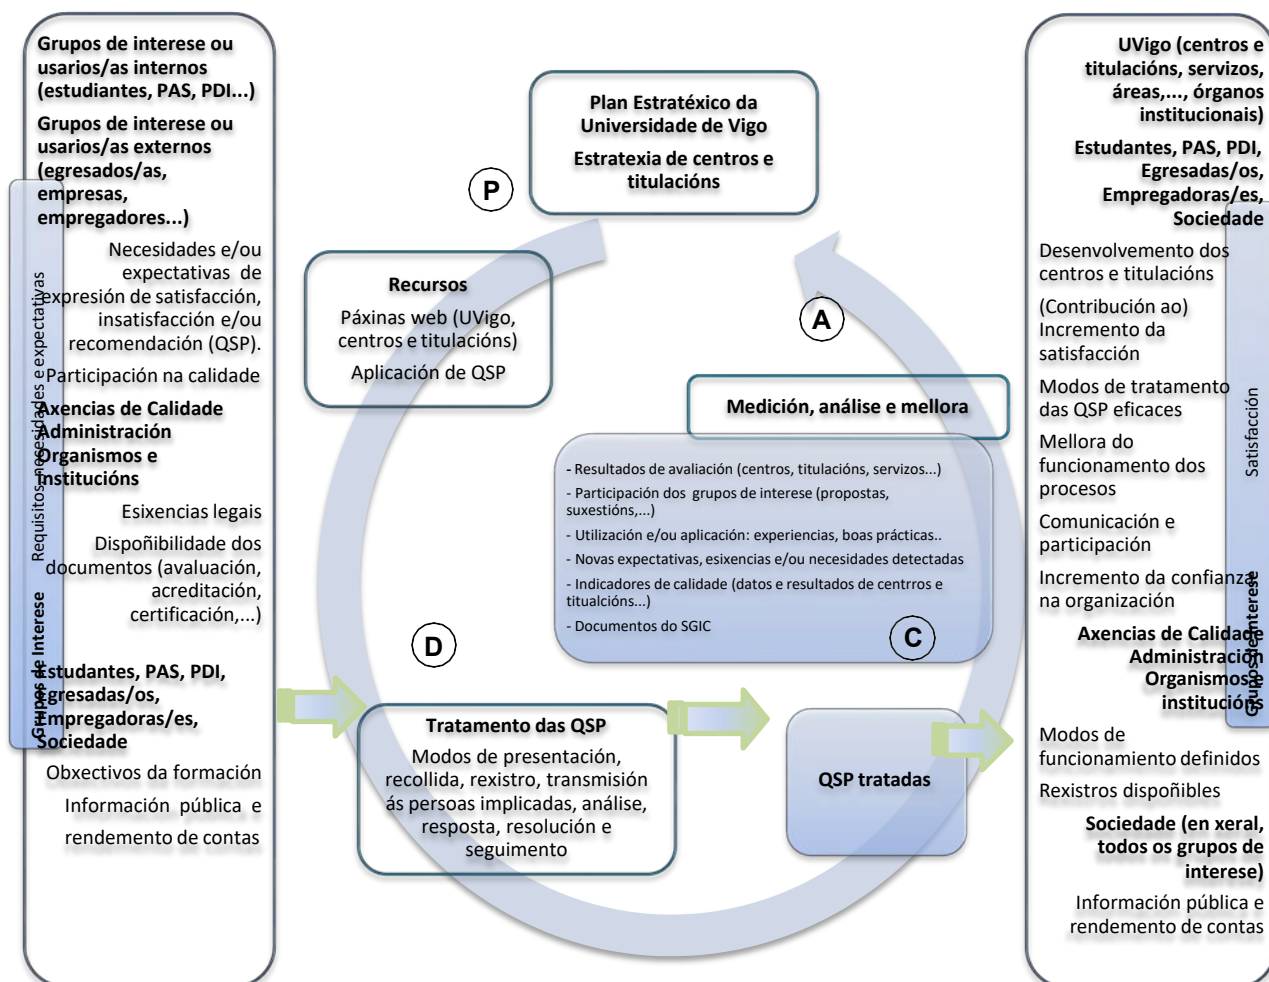 Grupos de interese ou
usarios/as internos
(estudiantes, PAS, PDI...)
Grupos de interese ou
usarios/as externos
(egresados/as,
empresas,
empregadores...)
Necesidades e/ou
expectativas de
expresión de satisfacción,
insatisfacción e/ou
recomendación (QSP).
Participación na calidade
Axencias de Calidade
Administración
Organismos e
institucións
Esixencias legais
Dispoñibilidade dos
documentos (avaluación,
acreditación,
certificación,...)
Estudantes, PAS, PDI,
Egresadas/os,
Empregadoras/es,
Sociedade
Obxectivos da formación
Información pública e
rendemento de contas
Grupos de Interese
Requisitos, necesidades e expectativas
Plan Estratéxico da
Universidade de Vigo
Estratexia de centros e
titulacións
P
Recursos
Páxinas web (UVigo,
centros e titulacións)
Aplicación de QSP
A
Medición, análise e mellora
- Resultados de avaliación (centros, titulacións, servizos...)
- Participación dos grupos de interese (propostas,
suxestións,...)
- Utilización e/ou aplicación: experiencias, boas prácticas..
- Novas expectativas, esixencias e/ou necesidades detectadas
- Indicadores de calidade (datos e resultados de centrros e
titualcións...)
- Documentos do SGIC
C
D
Tratamento das QSP
Modos de presentación,
recollida, rexistro, transmisión
ás persoas implicadas, análise,
resposta, resolución e
seguimento
QSP tratadas
UVigo (centros e
titulacións, servizos,
áreas,..., órganos
institucionais)
Estudantes, PAS, PDI,
Egresadas/os,
Empregadoras/es,
Sociedade
Desenvolvemento dos
centros e titulacións
(Contribución ao)
Incremento da
satisfacción
Modos de tratamento
das QSP eficaces
Mellora do
funcionamento dos
procesos
Comunicación e
participación
Incremento da confianza
na organización
Axencias de Calidade
Administración
Organismos e
institucións
Modos de
funcionamiento definidos
Rexistros dispoñibles
Sociedade (en xeral,
todos os grupos de
interese)
Información pública e
rendemento de contas
Grupos de Interese
Satisfacción